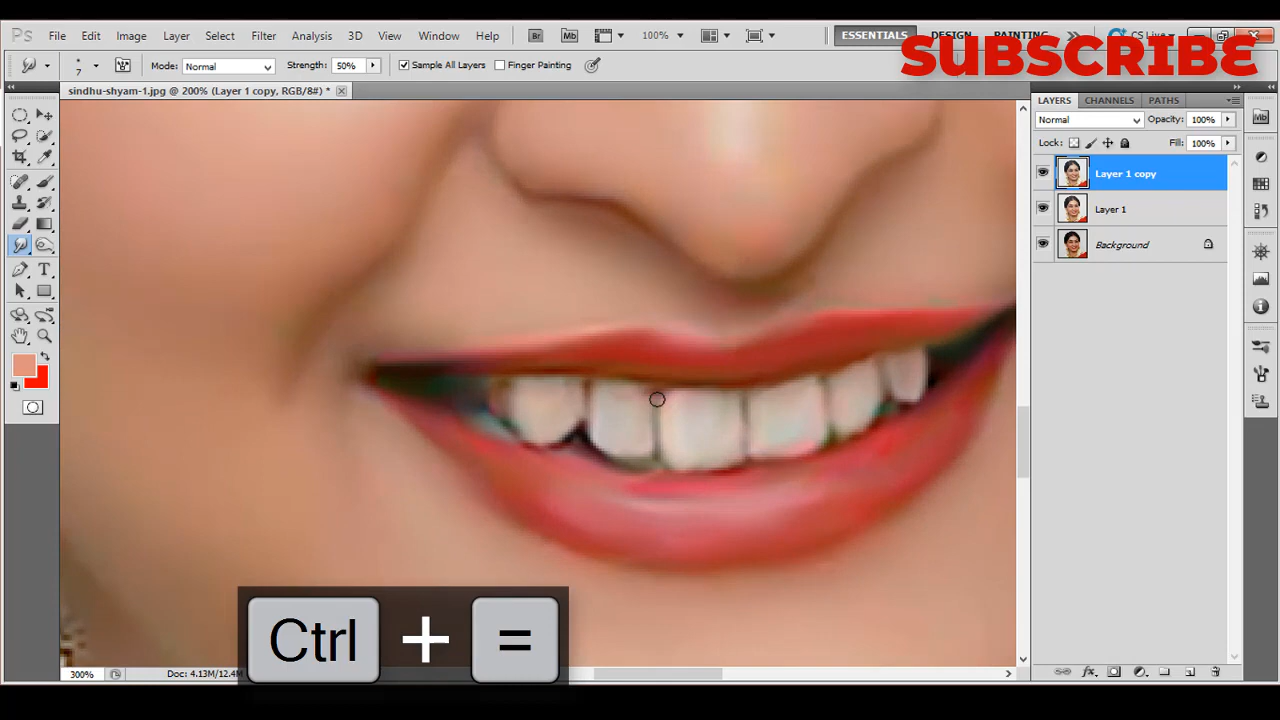 Ps File Edit Image Layer Select Filter Analysis 3D View Window Help Br Mb 100% ESSENTIALS DESIGN PAINTING CS Live
SUBSCRIBE
7 Mode: Normal Strength: 50% Sample All Layers Finger Painting
sindhu-shyam-1.jpg @ 200% (Layer 1 copy, RGB/8#) *
LAYERS CHANNELS PATHS
Normal Opacity: 100%
Lock: Fill: 100%
Layer 1 copy
Layer 1
Background
Mb
T
Ctrl + =
300% Doc: 4.13M/12.4M
fx